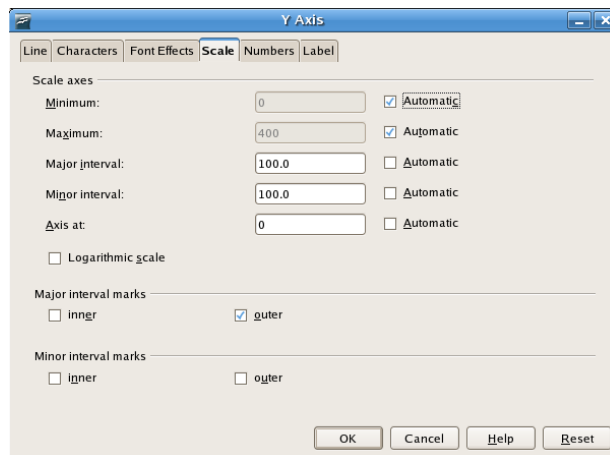 Y Axis
Line Characters Font Effects Scale Numbers Label
Scale axes
Minimum: 0 Automatic
Maximum: 400 Automatic
Major interval: 100.0 Automatic
Minor interval: 100.0 Automatic
Axis at: 0 Automatic
Logarithmic scale
Major interval marks
inner outer
Minor interval marks
inner outer
OK Cancel Help Reset